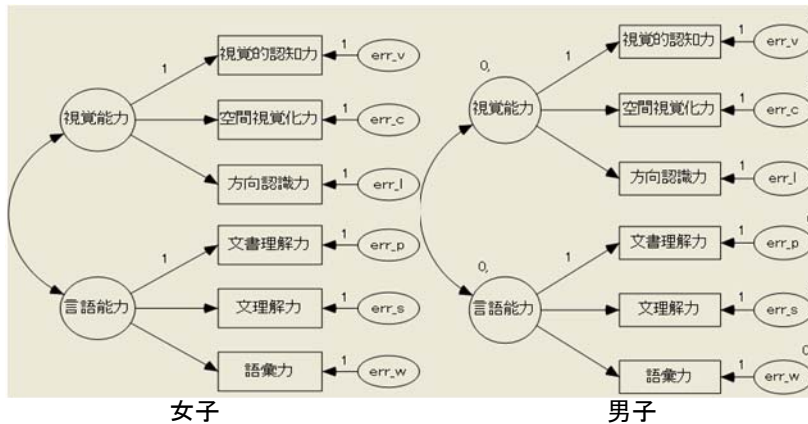 視覚的認知力
1
1
err_v
視覚能力
空間視覚化力
1
err_c
方向認識力
1
err_l
文書理解力
1
1
err_p
言語能力
文理解力
1
err_s
語彙力
1
err_w
女子
視覚的認知力
1
1
err_v
0,
視覚能力
空間視覚化力
1
err_c
方向認識力
1
err_l
文書理解力
1
1
err_p
0,
言語能力
文理解力
1
err_s
語彙力
1
err_w
男子